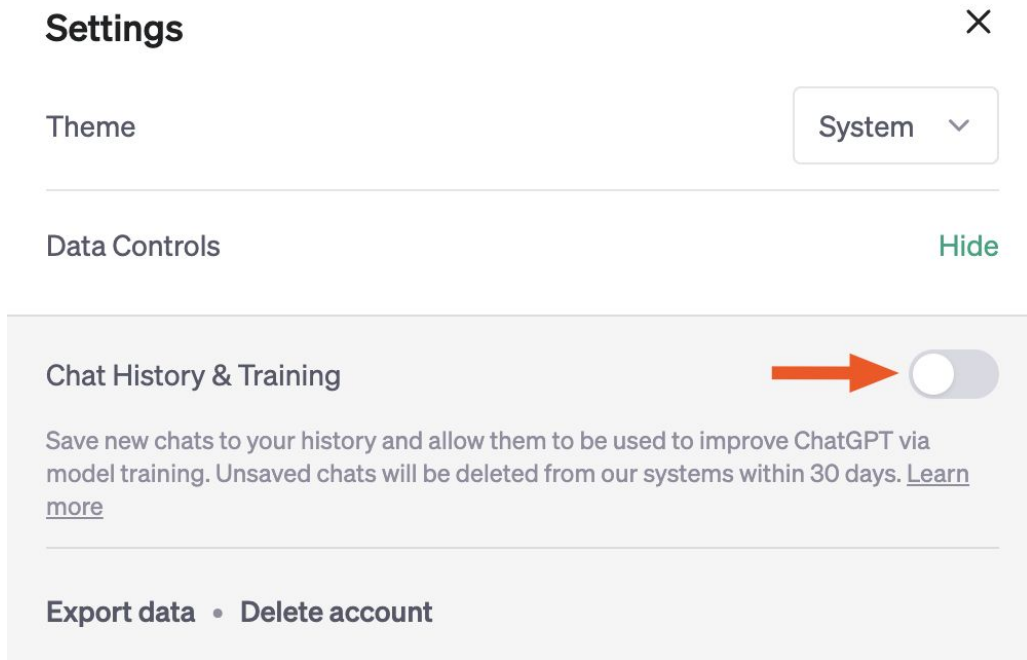 Settings
Theme
System
Data Controls
Hide
Chat History & Training
Save new chats to your history and allow them to be used to improve ChatGPT via
model training. Unsaved chats will be deleted from our systems within 30 days. Learn
more
Export data • Delete account